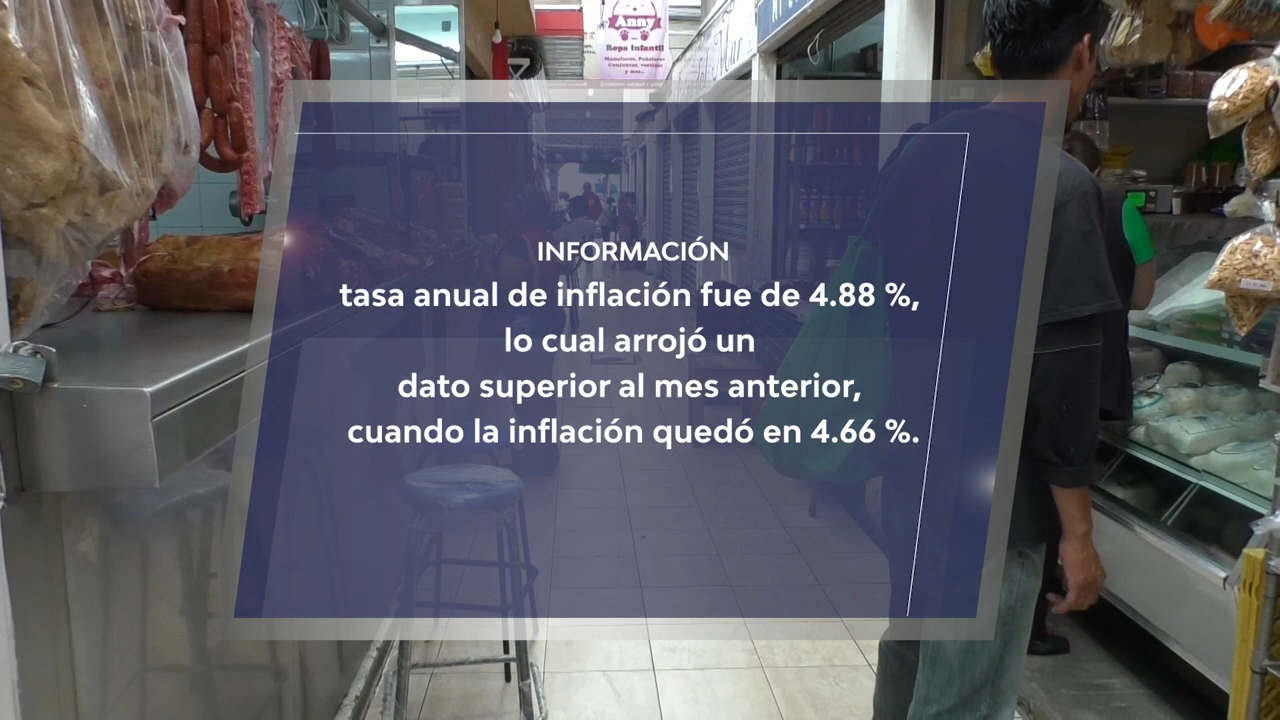 Anny
Ropa Infantil
INFORMACIÓN
tasa anual de inflación fue de 4.88 %,
lo cual arrojó un
dato superior al mes anterior,
cuando la inflación quedó en 4.66 %.